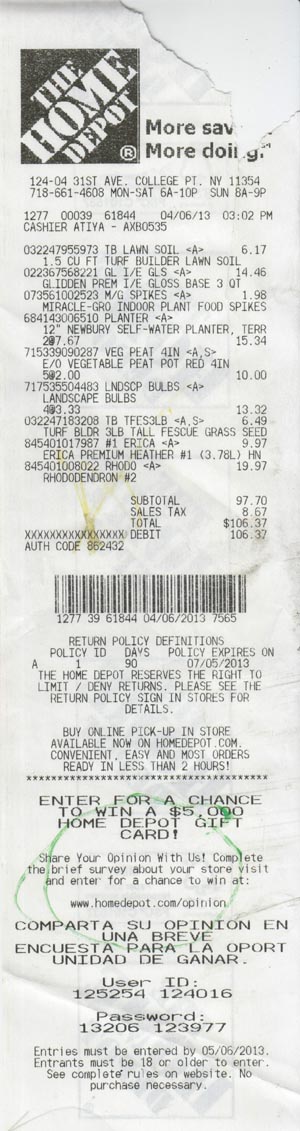 THE
HOME
DEPOT
®
More sav
More doing.
124-04 31ST AVE. COLLEGE PT. NY 11354
718-661-4608 MON-SAT 6A-10P SUN 8A-9P
1277 00039 61844 04/06/13 03:02 PM
CASHIER ATIYA - AXB0535
032247955973 TB LAWN SOIL <A> 6.17
1.5 CU FT TURF BUILDER LAWN SOIL
022367568221 GL I/E GLS <A> 14.46
GLIDDEN PREM I/E GLOSS BASE 3 QT
073561002523 M/G SPIKES <A> 1.98
MIRACLE-GRO INDOOR PLANT FOOD SPIKES
684143006510 PLANTER <A>
12" NEWBURY SELF-WATER PLANTER, TERR
2@7.67 15.34
715339090287 VEG PEAT 4IN <A,S>
E/O VEGETABLE PEAT POT RED 4IN
5@2.00 10.00
717535504483 LNDSCP BULBS <A>
LANDSCAPE BULBS
4@3.33 13.32
032247183208 TB TFES3LB <A,S> 6.49
TURF BLDR 3LB TALL FESCUE GRASS SEED
845401017987 #1 ERICA <A> 9.97
ERICA PREMIUM HEATHER #1 (3.78L) HN
845401008022 RHODO <A> 19.97
RHODODENDRON #2
SUBTOTAL 97.70
SALES TAX 8.67
TOTAL $106.37
XXXXXXXXXXXXXXXX DEBIT 106.37
AUTH CODE 862432
1277 39 61844 04/06/2013 7565
RETURN POLICY DEFINITIONS
POLICY ID DAYS POLICY EXPIRES ON
A 1 90 07/05/2013
THE HOME DEPOT RESERVES THE RIGHT TO
LIMIT / DENY RETURNS. PLEASE SEE THE
RETURN POLICY SIGN IN STORES FOR
DETAILS.
BUY ONLINE PICK-UP IN STORE
AVAILABLE NOW ON HOMEDEPOT.COM.
CONVENIENT, EASY AND MOST ORDERS
READY IN LESS THAN 2 HOURS!
****************************************
ENTER FOR A CHANCE
TO WIN A $5,000
HOME DEPOT GIFT
CARD!
Share Your Opinion With Us! Complete
the brief survey about your store visit
and enter for a chance to win at:
www.homedepot.com/opinion
COMPARTA SU OPINION EN
UNA BREVE
ENCUESTA PARA LA OPORT
UNIDAD DE GANAR.
User ID:
125254 124016
Password:
13206 123977
Entries must be entered by 05/06/2013.
Entrants must be 18 or older to enter.
See complete rules on website. No
purchase necessary.